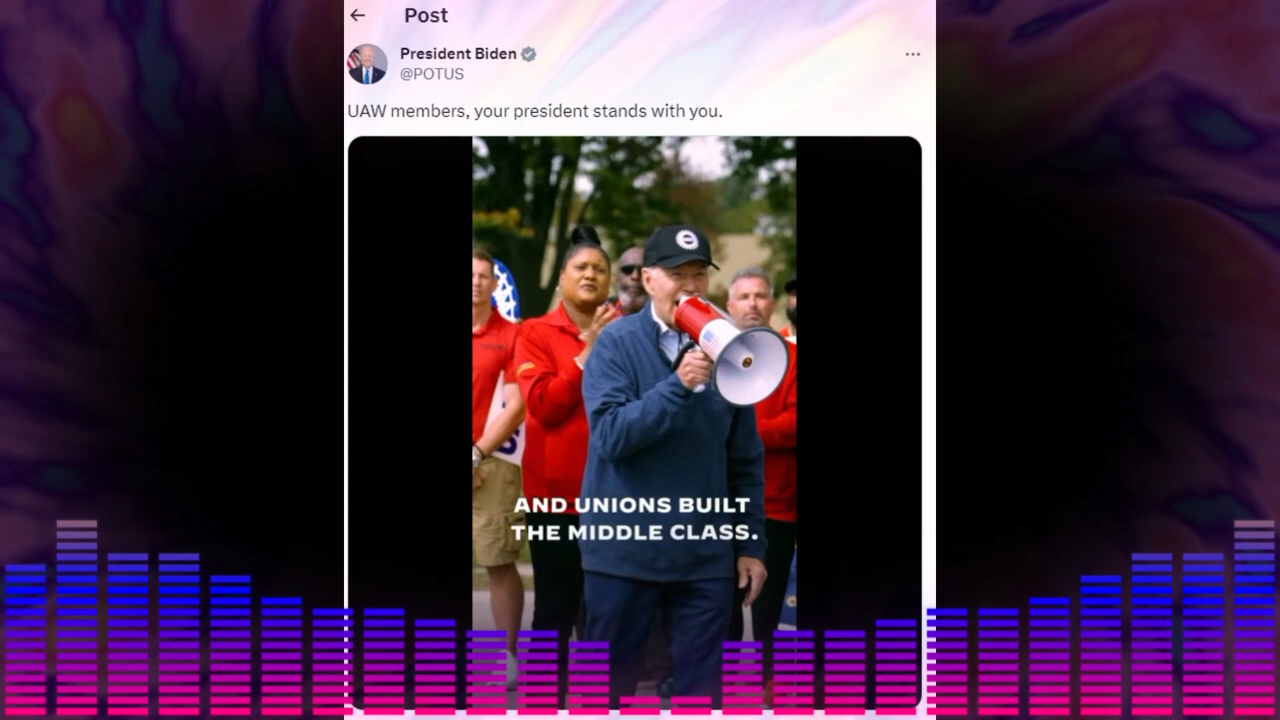 Post
President Biden
@POTUS
UAW members, your president stands with you.
AND UNIONS BUILT
THE MIDDLE CLASS.